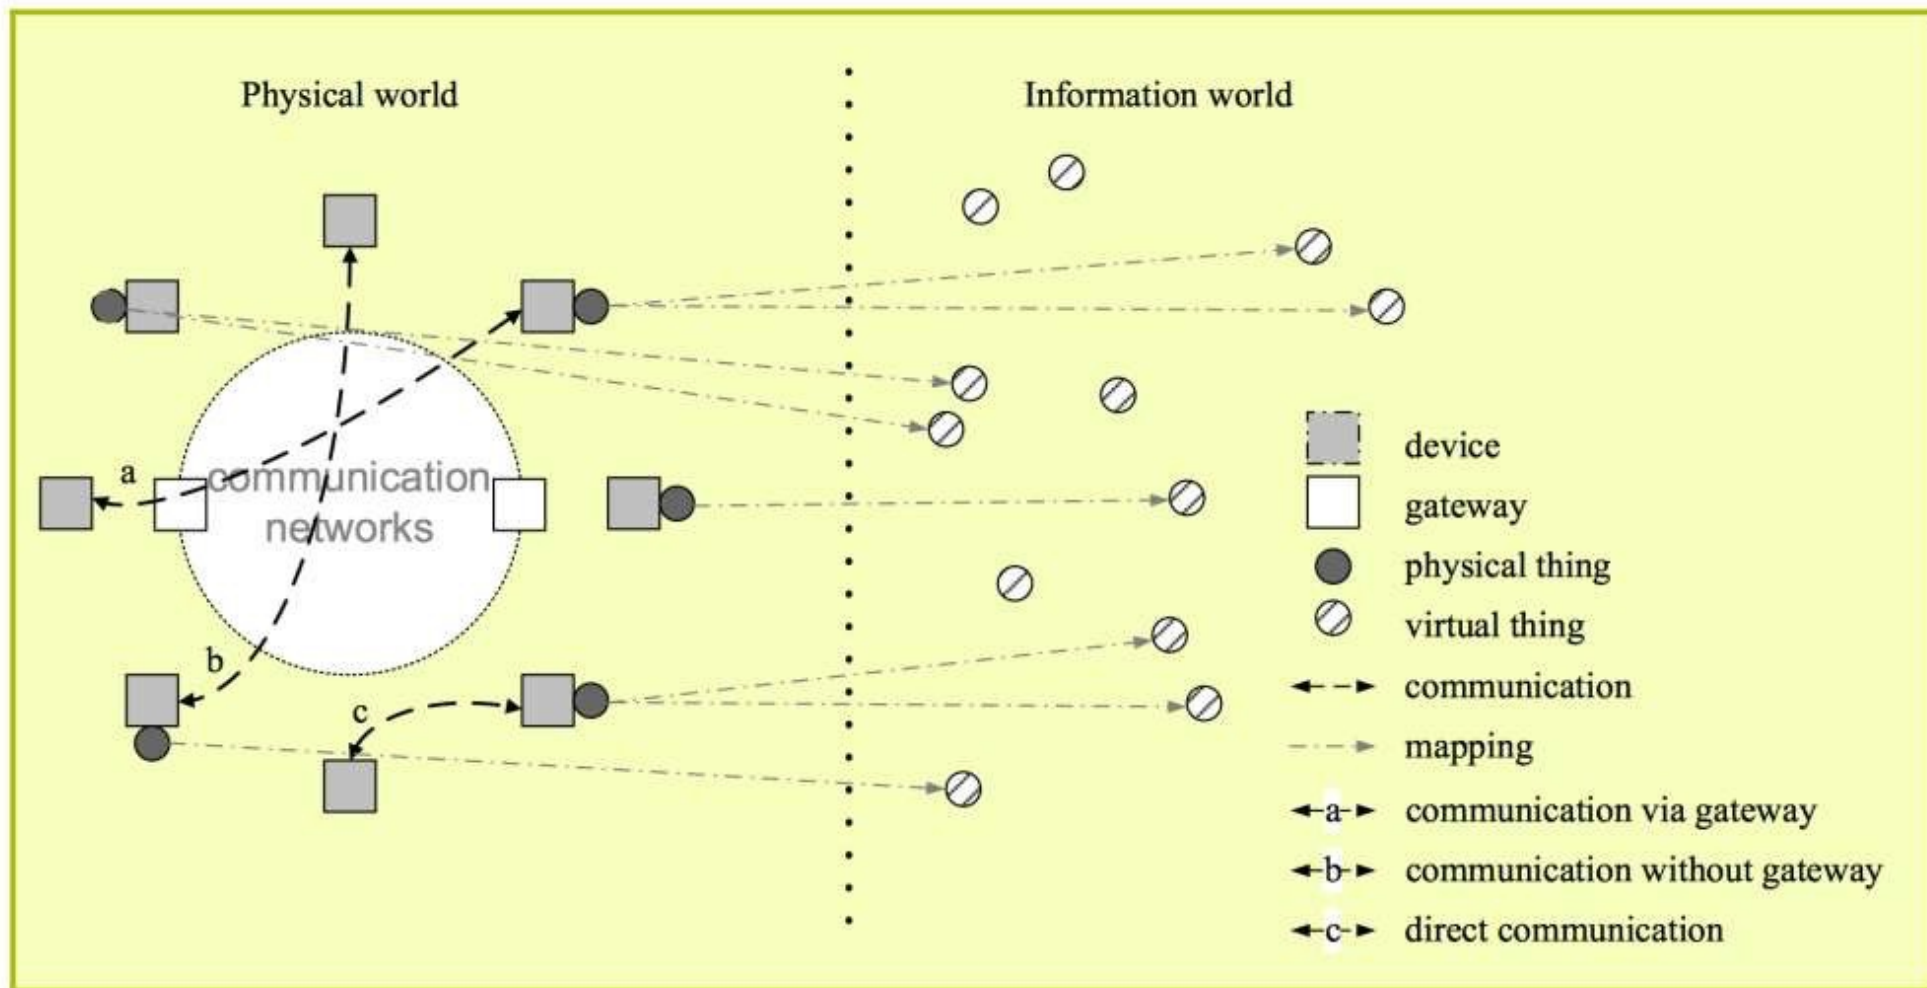 Physical world
Information world
a
communication
networks
b
c
device
gateway
physical thing
virtual thing
communication
mapping
a communication via gateway
b communication without gateway
c direct communication